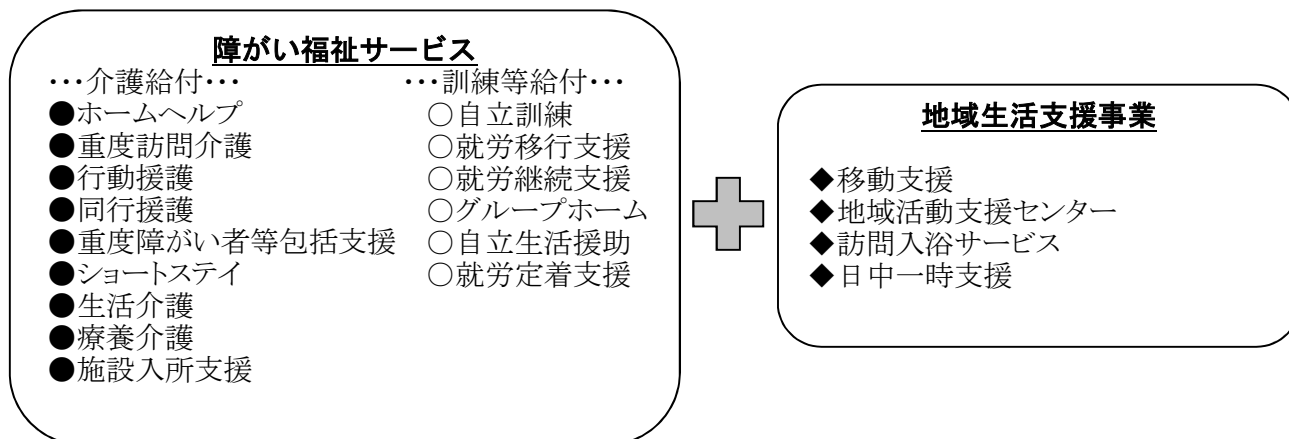 障がい福祉サービス
・・・介護給付・・・
●ホームヘルプ
●重度訪問介護
●行動援護
●同行援護
●重度障がい者等包括支援
●ショートステイ
●生活介護
●療養介護
●施設入所支援
・・・訓練等給付・・・
○自立訓練
○就労移行支援
○就労継続支援
○グループホーム
○自立生活援助
○就労定着支援
地域生活支援事業
◆移動支援
◆地域活動支援センター
◆訪問入浴サービス
◆日中一時支援